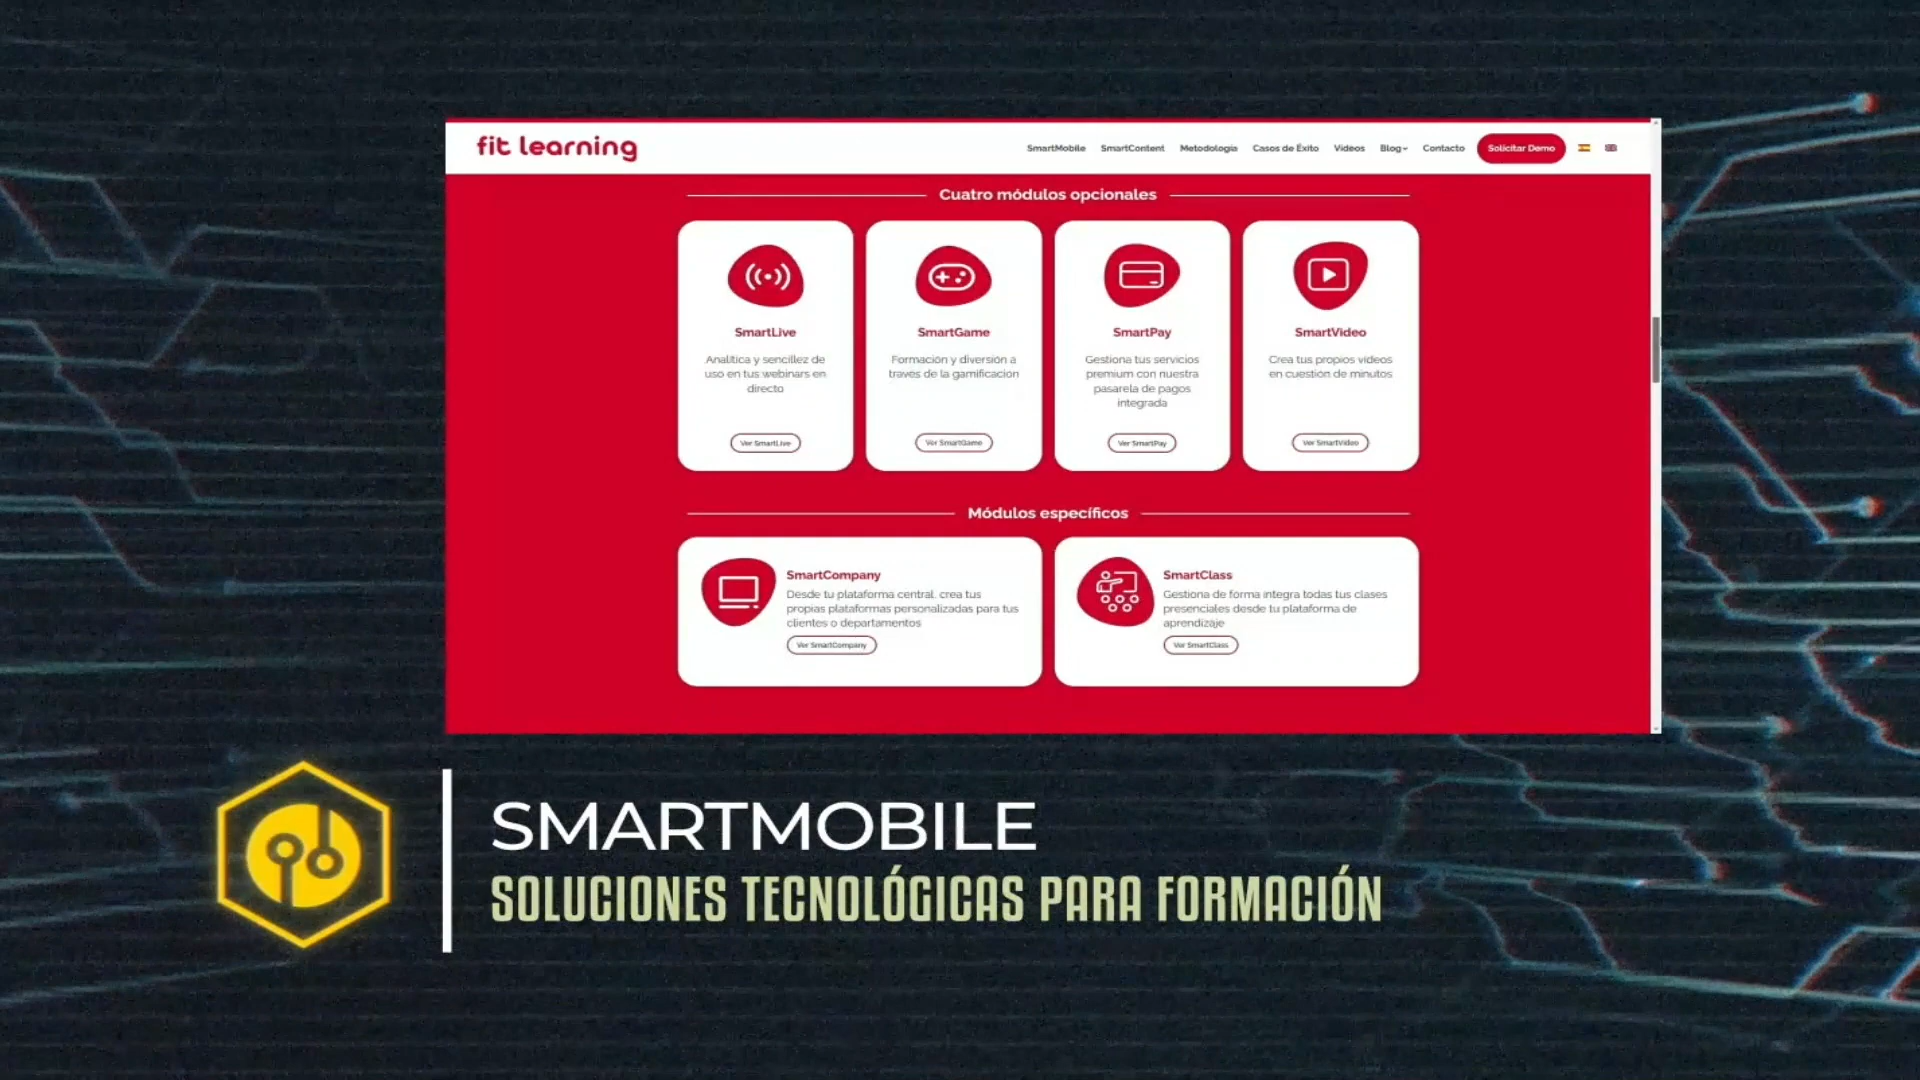 fit learning
SmartMobile SmartContent Metodología Casos de Éxito Videos Blog Contacto Solicitar Demo
Cuatro módulos opcionales
SmartLive
Analítica y sencillez de
uso en tus webinars en
directo
Ver SmartLive
SmartGame
Formación y diversión a
través de la gamificación
Ver SmartGame
SmartPay
Gestiona tus servicios
premium con nuestra
pasarela de pagos
integrada
Ver SmartPay
SmartVideo
Crea tus propios videos
en cuestión de minutos
Ver SmartVideo
Módulos específicos
SmartCompany
Desde tu plataforma central, crea tus
propias plataformas personalizadas para tus
clientes o departamentos
Ver SmartCompany
SmartClass
Gestiona de forma íntegra todas tus clases
presenciales desde tu plataforma de
aprendizaje
Ver SmartClass
SMARTMOBILE
SOLUCIONES TECNOLÓGICAS PARA FORMACIÓN